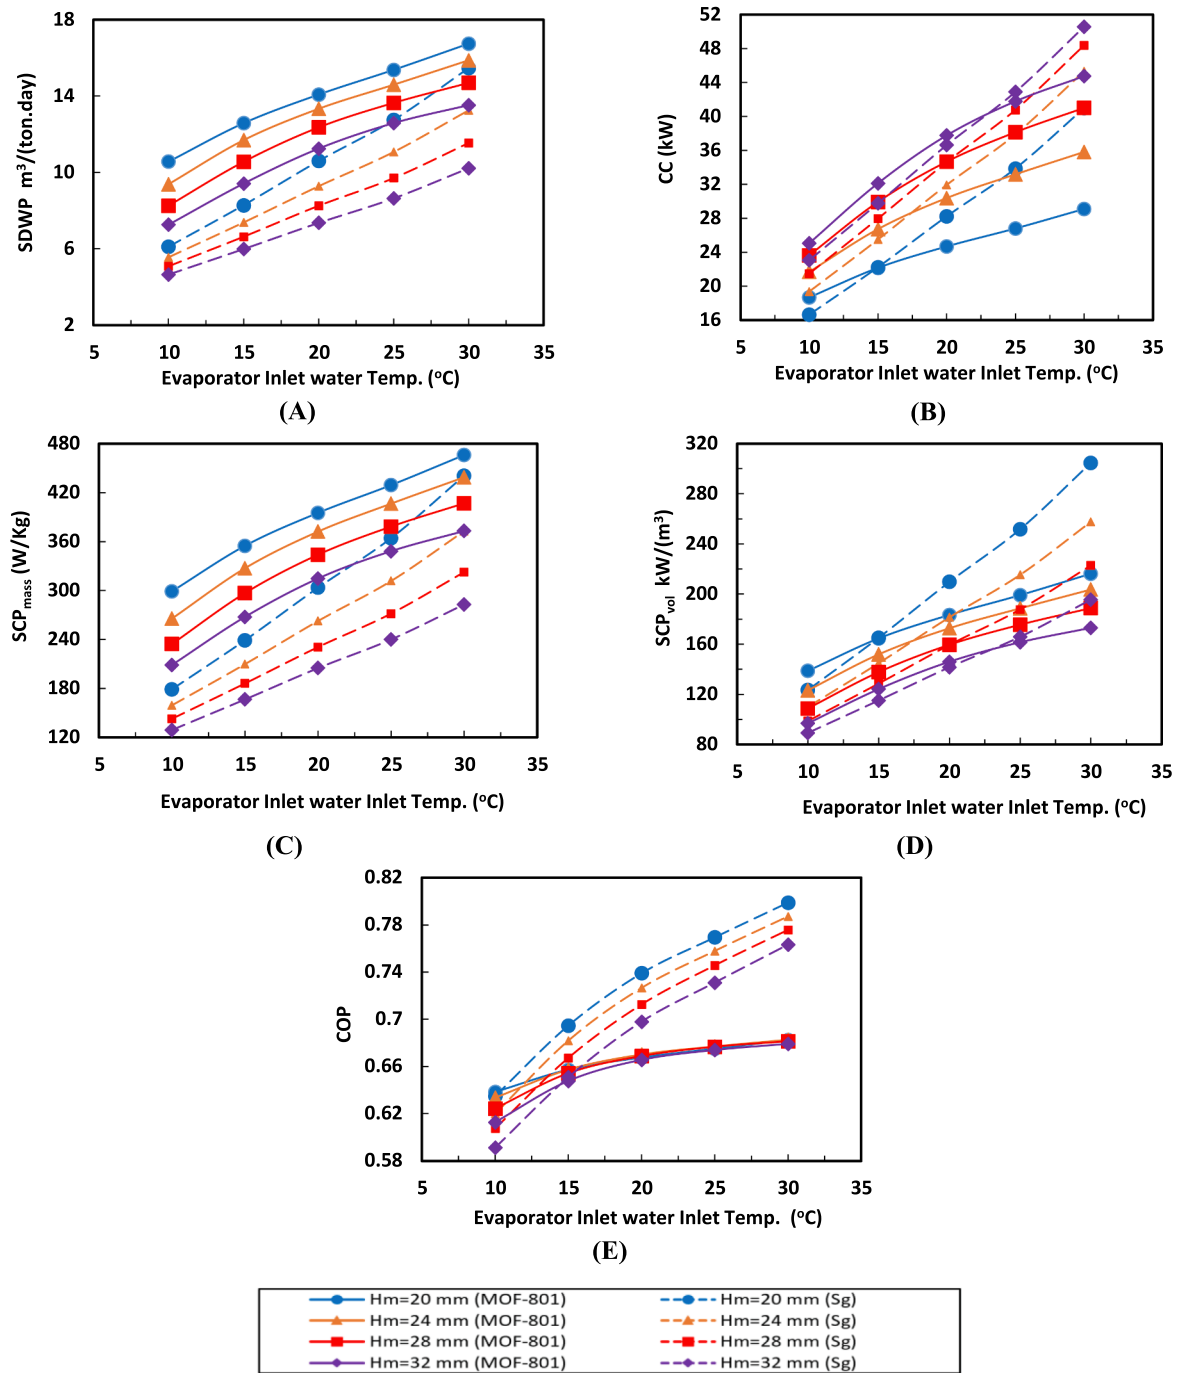 18
14
10
6
2
SDWP m³/(ton.day)
5 10 15 20 25 30 35
Evaporator Inlet water Temp. (°C)
(A)
52
48
44
40
36
32
28
24
20
16
CC (kW)
5 10 15 20 25 30 35
Evaporator Inlet water Inlet Temp. (°C)
(B)
480
420
360
300
240
180
120
SCPmass (W/Kg)
5 10 15 20 25 30 35
Evaporator Inlet water Inlet Temp. (°C)
(C)
320
280
240
200
160
120
80
SCPvol kW/(m³)
5 10 15 20 25 30 35
Evaporator Inlet water Inlet Temp. (°C)
(D)
0.82
0.78
0.74
0.7
0.66
0.62
0.58
COP
5 10 15 20 25 30 35
Evaporator Inlet water Inlet Temp. (°C)
(E)
Hm=20 mm (MOF-801) Hm=20 mm (Sg)
Hm=24 mm (MOF-801) Hm=24 mm (Sg)
Hm=28 mm (MOF-801) Hm=28 mm (Sg)
Hm=32 mm (MOF-801) Hm=32 mm (Sg)